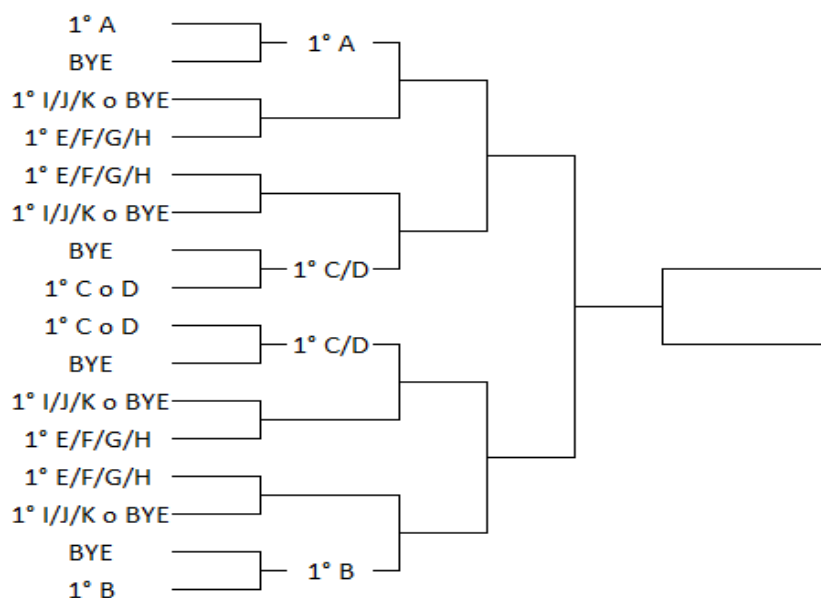 1° A
BYE
1° A
1° I/J/K o BYE
1° E/F/G/H
1° E/F/G/H
1° I/J/K o BYE
BYE
1° C/D
1° C o D
1° C o D
1° C/D
BYE
1° I/J/K o BYE
1° E/F/G/H
1° E/F/G/H
1° I/J/K o BYE
BYE
1° B
1° B